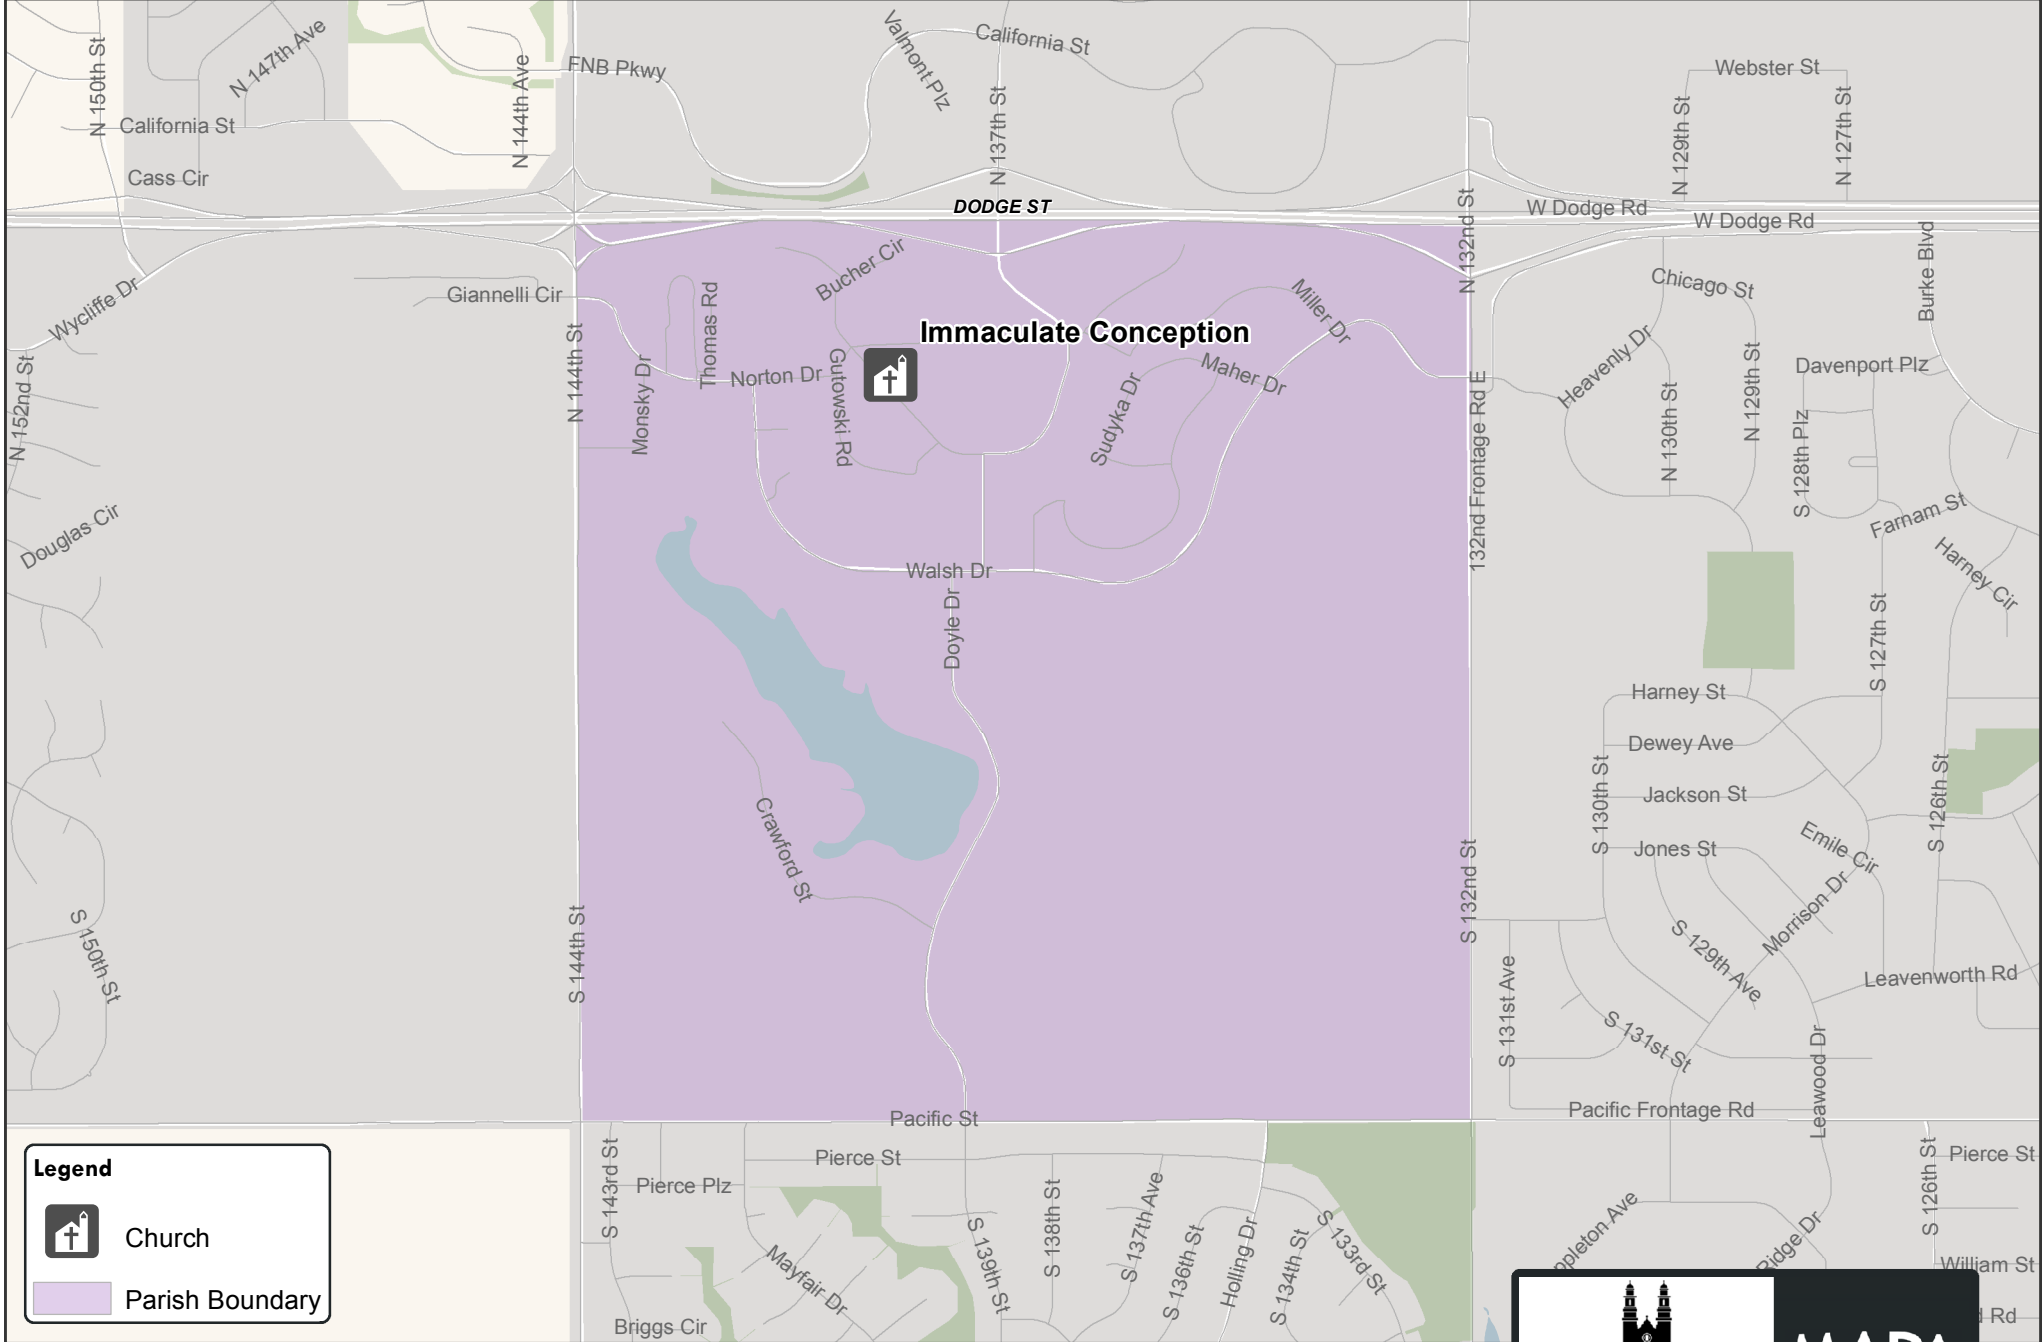 N 150th St
N 147th Ave
N 144th Ave
FNB Pkwy
Valmont Plz
California St
N 137th St
Webster St
N 129th St
N 127th St
California St
Cass Cir
DODGE ST
N 132nd St
W Dodge Rd
W Dodge Rd
Burke Blvd
Wycliffe Dr
Giannelli Cir
Bucher Cir
Thomas Rd
Miller Dr
Chicago St
Immaculate Conception
N 144th St
Monsky Dr
Norton Dr
Gutowski Rd
Sudyka Dr
Maher Dr
132nd Frontage Rd E
Heavenly Dr
N 130th St
N 129th St
Davenport Plz
S 128th Plz
N 152nd St
Douglas Cir
Farnam St
Harney Cir
Walsh Dr
Doyle Dr
S 127th St
Harney St
Dewey Ave
Jackson St
S 130th St
S 126th St
Crawford St
S 132nd St
Jones St
Emile Cir
Morrison Dr
S 150th St
S 144th St
S 129th Ave
Leavenworth Rd
S 131st Ave
S 131st St
Leawood Dr
Pacific St
Pacific Frontage Rd
Legend
Church
Parish Boundary
S 143rd St
Pierce St
Pierce Plz
Mayfair Dr
Briggs Cir
S 139th St
S 138th St
S 137th Ave
S 136th St
Holling Dr
S 134th St
S 133rd St
ppleton Ave
Ridge Dr
S 126th St
Pierce St
William St
Rd